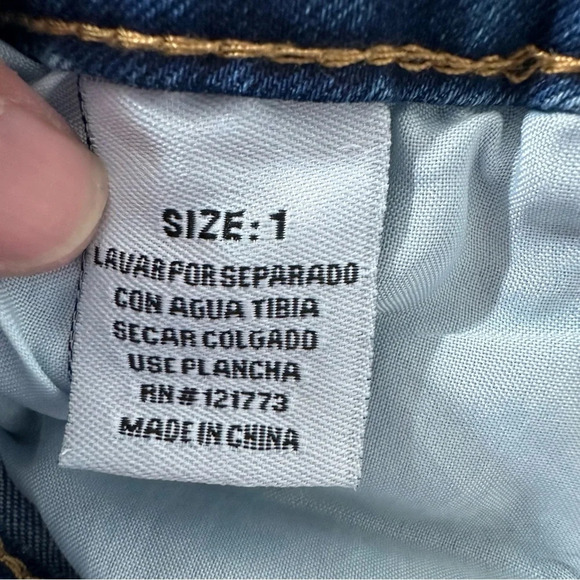 SIZE: 1
LAVAR POR SEPARADO
CON AGUA TIBIA
SECAR COLGADO
USE PLANCHA
RN # 121773
MADE IN CHINA